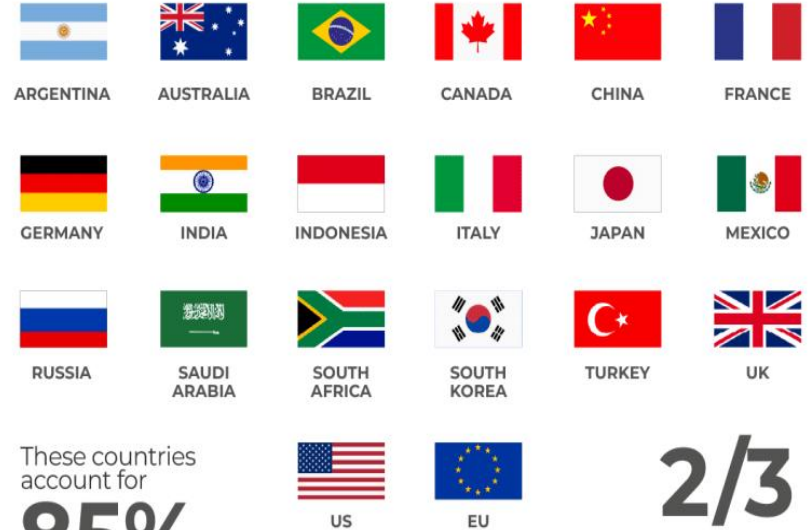 ARGENTINA AUSTRALIA BRAZIL CANADA CHINA FRANCE
GERMANY INDIA INDONESIA ITALY JAPAN MEXICO
RUSSIA SAUDI ARABIA SOUTH AFRICA SOUTH KOREA TURKEY UK
These countries
account for
85%
US EU
2/3